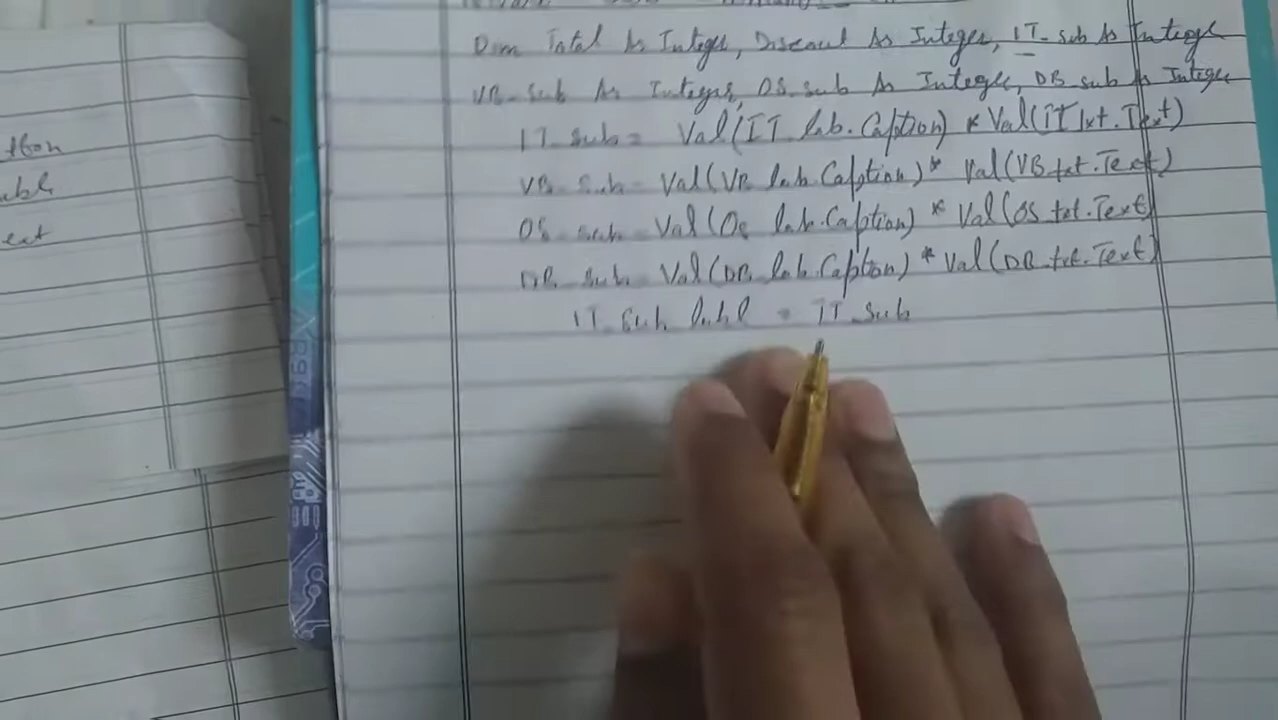 Dim Total As Integer, Discout As Integer, IT_sub As Integer
VB_sub As Integer, OS_sub As Integer, DB_sub As Integer
IT_sub = Val(IT_lab.Caption) * Val(IT_txt.Text)
VB_sub = Val(VB_lab.Caption) * Val(VB_txt.Text)
OS_sub = Val(OS_lab.Caption) * Val(OS_txt.Text)
DB_sub = Val(DB_lab.Caption) * Val(DB_txt.Text)
IT_sub_label = IT_sub